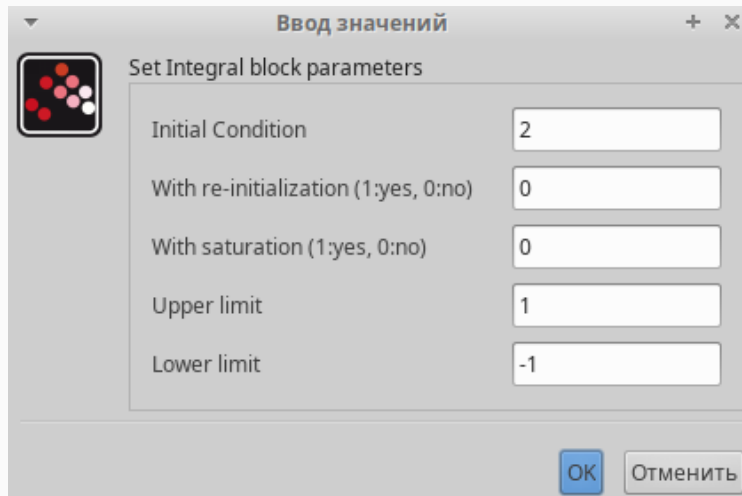 Ввод значений
Set Integral block parameters
Initial Condition 2
With re-initialization (1:yes, 0:no) 0
With saturation (1:yes, 0:no) 0
Upper limit 1
Lower limit -1
OK Отменить